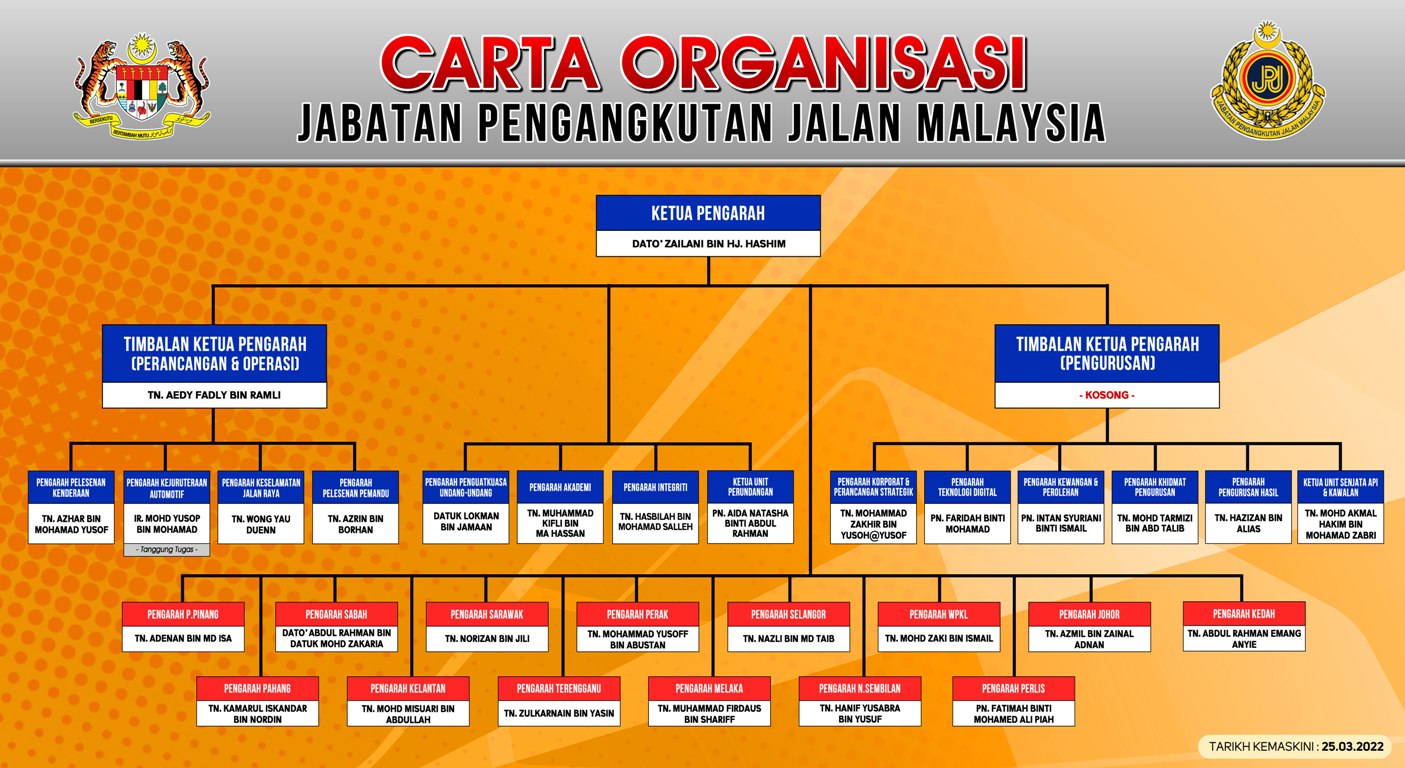 CARTA ORGANISASI
JABATAN PENGANGKUTAN JALAN MALAYSIA
BERSEKUTU BERTAMBAH MUTU
JPJ
JABATAN PENGANGKUTAN JALAN MALAYSIA
KETUA PENGARAH
DATO' ZAILANI BIN HJ. HASHIM
TIMBALAN KETUA PENGARAH
(PERANCANGAN & OPERASI)
TN. AEDY FADLY BIN RAMLI
TIMBALAN KETUA PENGARAH
(PENGURUSAN)
- KOSONG -
PENGARAH PELESENAN
KENDERAAN
TN. AZHAR BIN
MOHAMAD YUSOF
PENGARAH KEJURUTERAAN
AUTOMOTIF
IR. MOHD YUSOP
BIN MOHAMAD
- Tanggung Tugas -
PENGARAH KESELAMATAN
JALAN RAYA
TN. WONG YAU
DUENN
PENGARAH
PELESENAN PEMANDU
TN. AZRIN BIN
BORHAN
PENGARAH PENGUATKUASA
UNDANG-UNDANG
DATUK LOKMAN
BIN JAMAAN
PENGARAH AKADEMI
TN. MUHAMMAD
KIFLI BIN
MA HASSAN
PENGARAH INTEGRITI
TN. HASBILAH BIN
MOHAMAD SALLEH
KETUA UNIT
PERUNDANGAN
PN. AIDA NATASHA
BINTI ABDUL
RAHMAN
PENGARAH KORPORAT &
PERANCANGAN STRATEGIK
TN. MOHAMMAD
ZAKHIR BIN
YUSOH@YUSOF
PENGARAH
TEKNOLOGI DIGITAL
PN. FARIDAH BINTI
MOHAMAD
PENGARAH KEWANGAN &
PEROLEHAN
PN. INTAN SYURIANI
BINTI ISMAIL
PENGARAH KHIDMAT
PENGURUSAN
TN. MOHD TARMIZI
BIN ABD TALIB
PENGARAH
PENGURUSAN HASIL
TN. HAZIZAN BIN
ALIAS
KETUA UNIT SENJATA API
& KAWALAN
TN. MOHD AKMAL
HAKIM BIN
MOHAMAD ZABRI
PENGARAH P.PINANG
TN. ADENAN BIN MD ISA
PENGARAH SABAH
DATO' ABDUL RAHMAN BIN
DATUK MOHD ZAKARIA
PENGARAH SARAWAK
TN. NORIZAN BIN JILI
PENGARAH PERAK
TN. MOHAMMAD YUSOFF
BIN ABUSTAN
PENGARAH SELANGOR
TN. NAZLI BIN MD TAIB
PENGARAH WPKL
TN. MOHD ZAKI BIN ISMAIL
PENGARAH JOHOR
TN. AZMIL BIN ZAINAL
ADNAN
PENGARAH KEDAH
TN. ABDUL RAHMAN EMANG
ANYIE
PENGARAH PAHANG
TN. KAMARUL ISKANDAR
BIN NORDIN
PENGARAH KELANTAN
TN. MOHD MISUARI BIN
ABDULLAH
PENGARAH TERENGGANU
TN. ZULKARNAIN BIN YASIN
PENGARAH MELAKA
TN. MUHAMMAD FIRDAUS
BIN SHARIFF
PENGARAH N.SEMBILAN
TN. HANIF YUSABRA
BIN YUSUF
PENGARAH PERLIS
PN. FATIMAH BINTI
MOHAMED ALI PIAH
TARIKH KEMASKINI : 25.03.2022